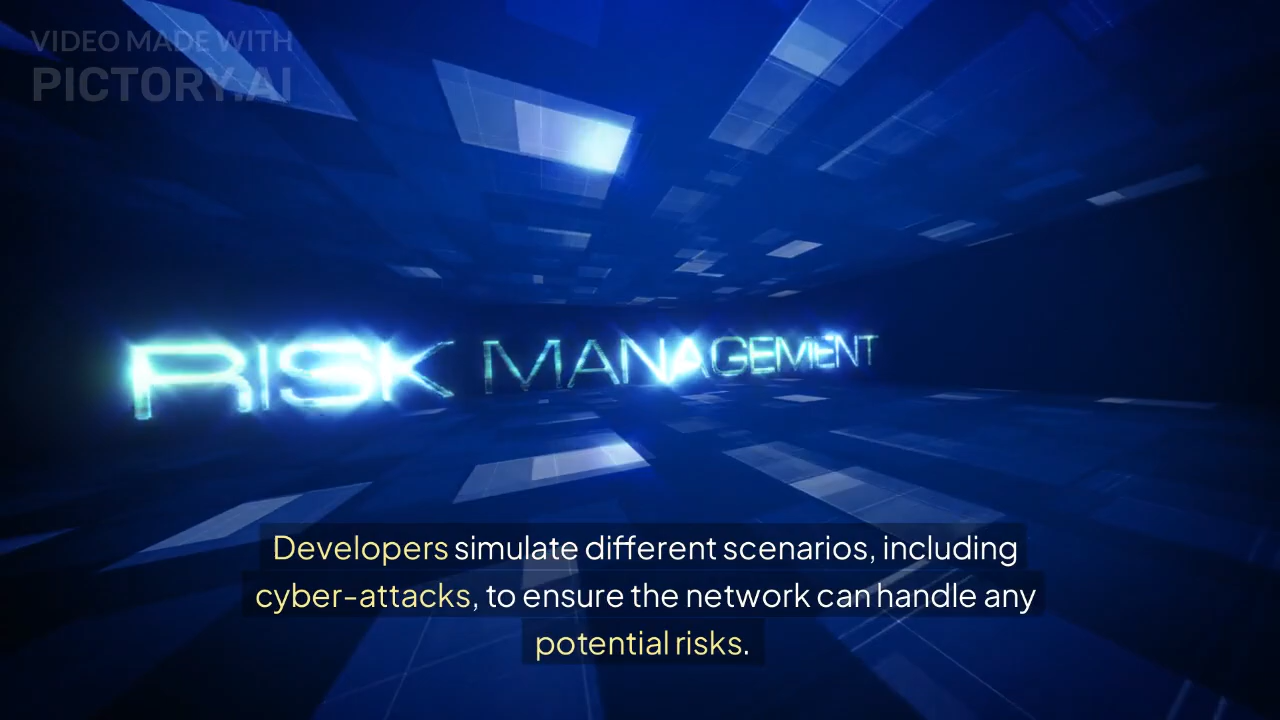 VIDEO MADE WITH
PICTORY.AI
RISK MANAGEMENT
Developers simulate different scenarios, including
cyber-attacks, to ensure the network can handle any
potential risks.